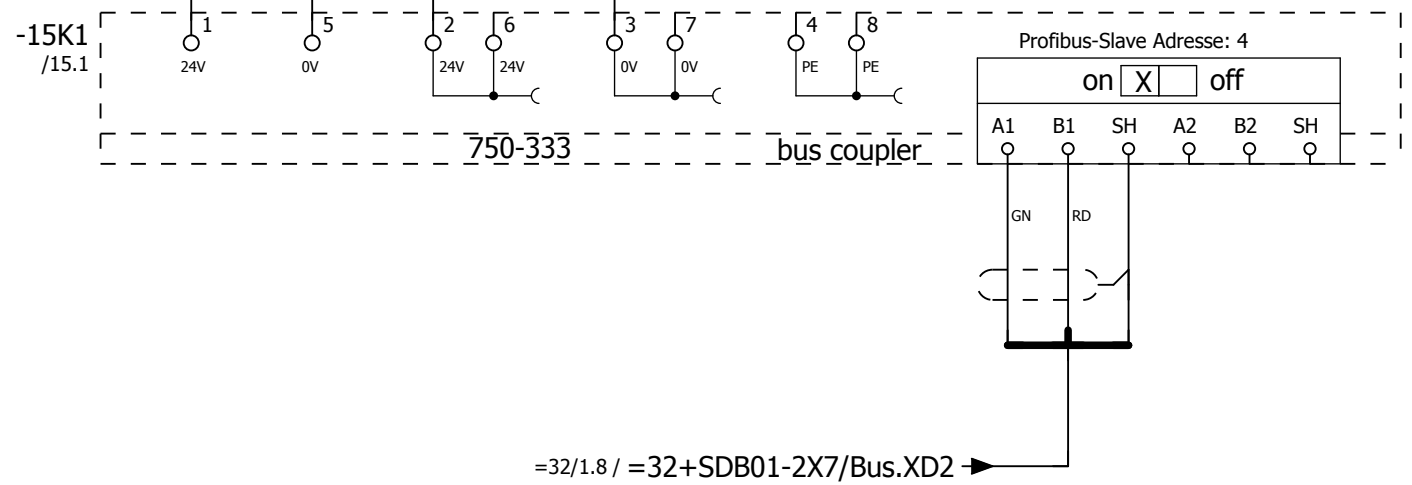 -15K1
/15.1
1 5 2 6 3 7 4 8
24V 0V 24V 24V 0V 0V PE PE
Profibus-Slave Adresse: 4
on X off
A1 B1 SH A2 B2 SH
750-333 bus coupler
GN RD
=32/1.8 / =32+SDB01-2X7/Bus.XD2